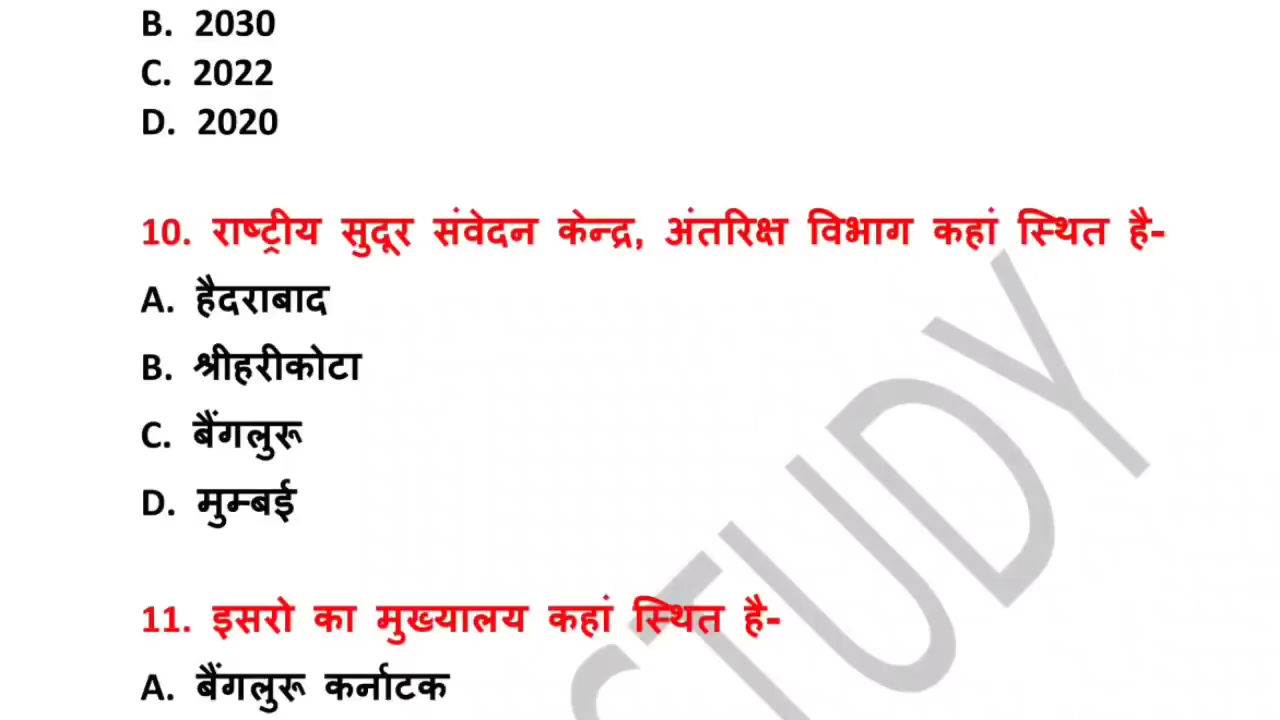 B. 2030
C. 2022
D. 2020
10. राष्ट्रीय सुदूर संवेदन केन्द्र, अंतरिक्ष विभाग कहां स्थित है-
A. हैदराबाद
B. श्रीहरीकोटा
C. बैंगलुरू
D. मुम्बई
11. इसरो का मुख्यालय कहां स्थित है-
A. बैंगलुरू कर्नाटक
STUDY